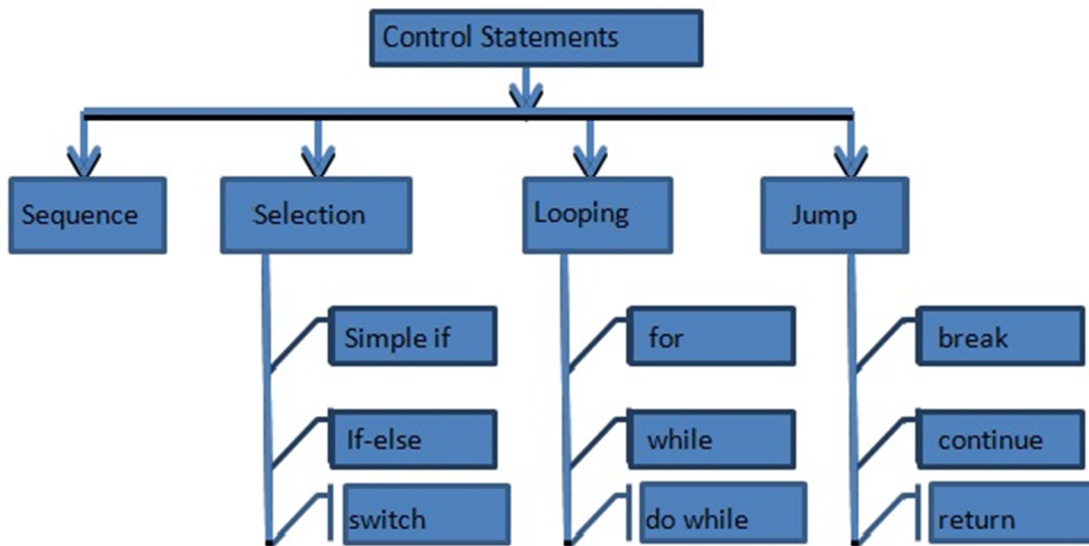 Control Statements
Sequence
Selection
Looping
Jump
Simple if
for
break
If-else
while
continue
switch
do while
return